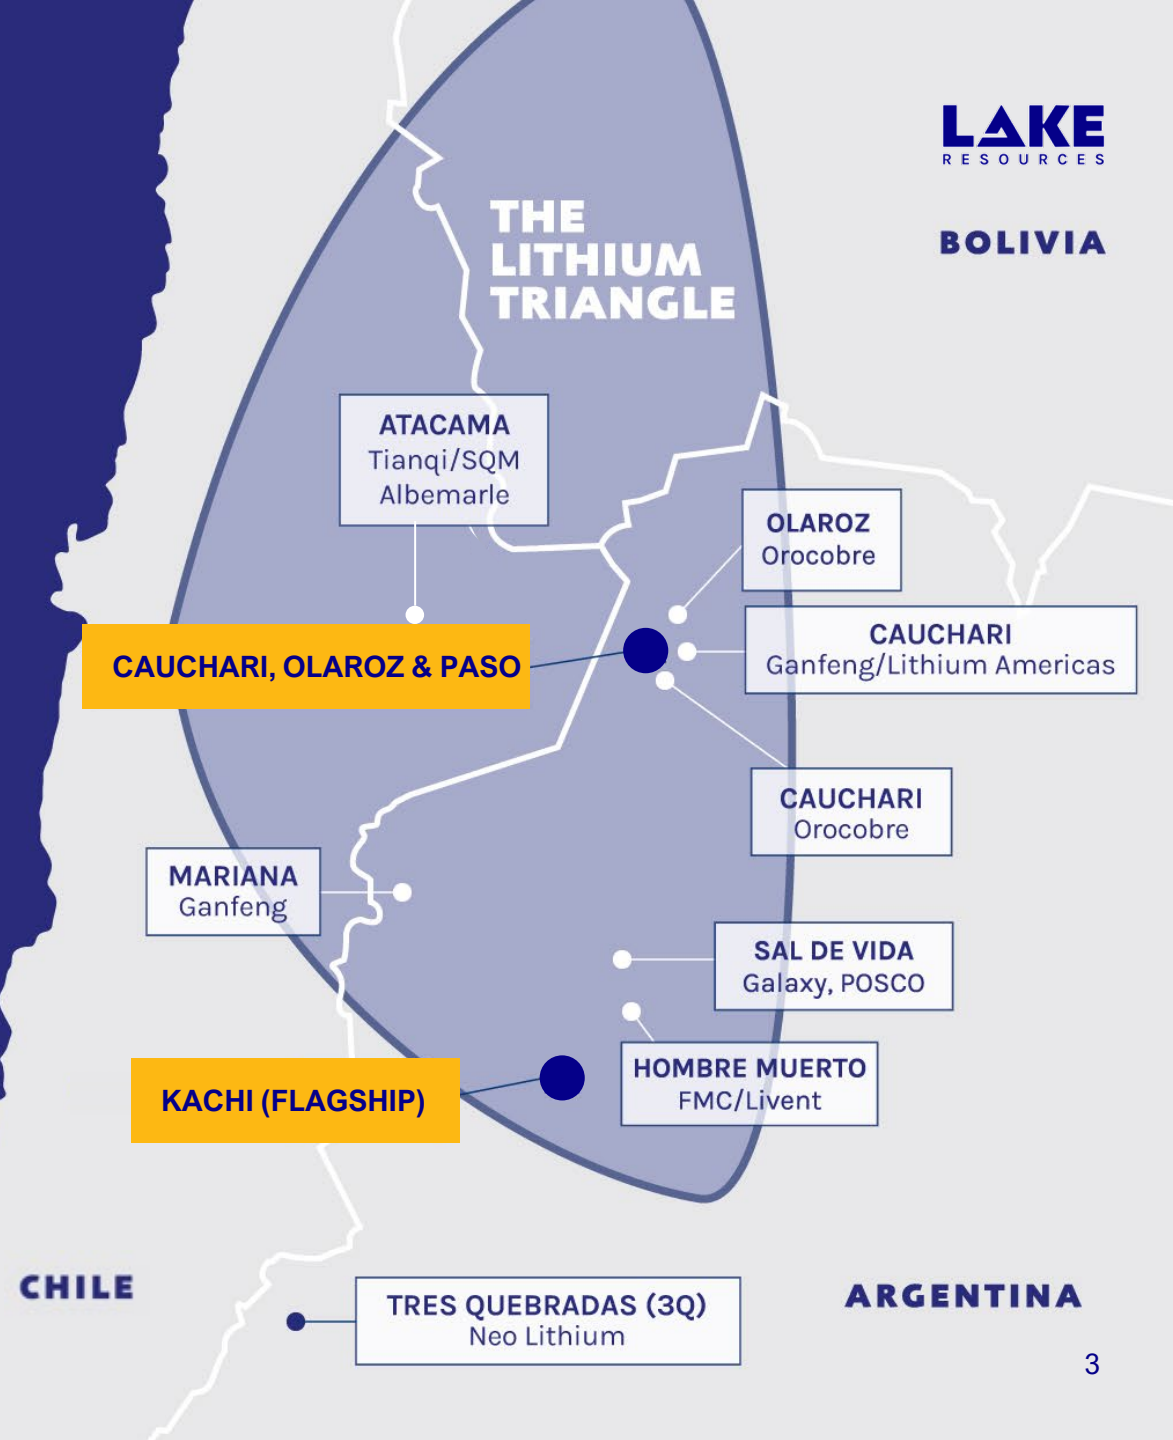 LAKE
RESOURCES
BOLIVIA
THE
LITHIUM
TRIANGLE
ATACAMA
Tianqi/SQM
Albemarle
OLAROZ
Orocobre
CAUCHARI
Ganfeng/Lithium Americas
CAUCHARI, OLAROZ & PASO
CAUCHARI
Orocobre
MARIANA
Ganfeng
SAL DE VIDA
Galaxy, POSCO
HOMBRE MUERTO
FMC/Livent
KACHI (FLAGSHIP)
CHILE
ARGENTINA
TRES QUEBRADAS (3Q)
Neo Lithium
3